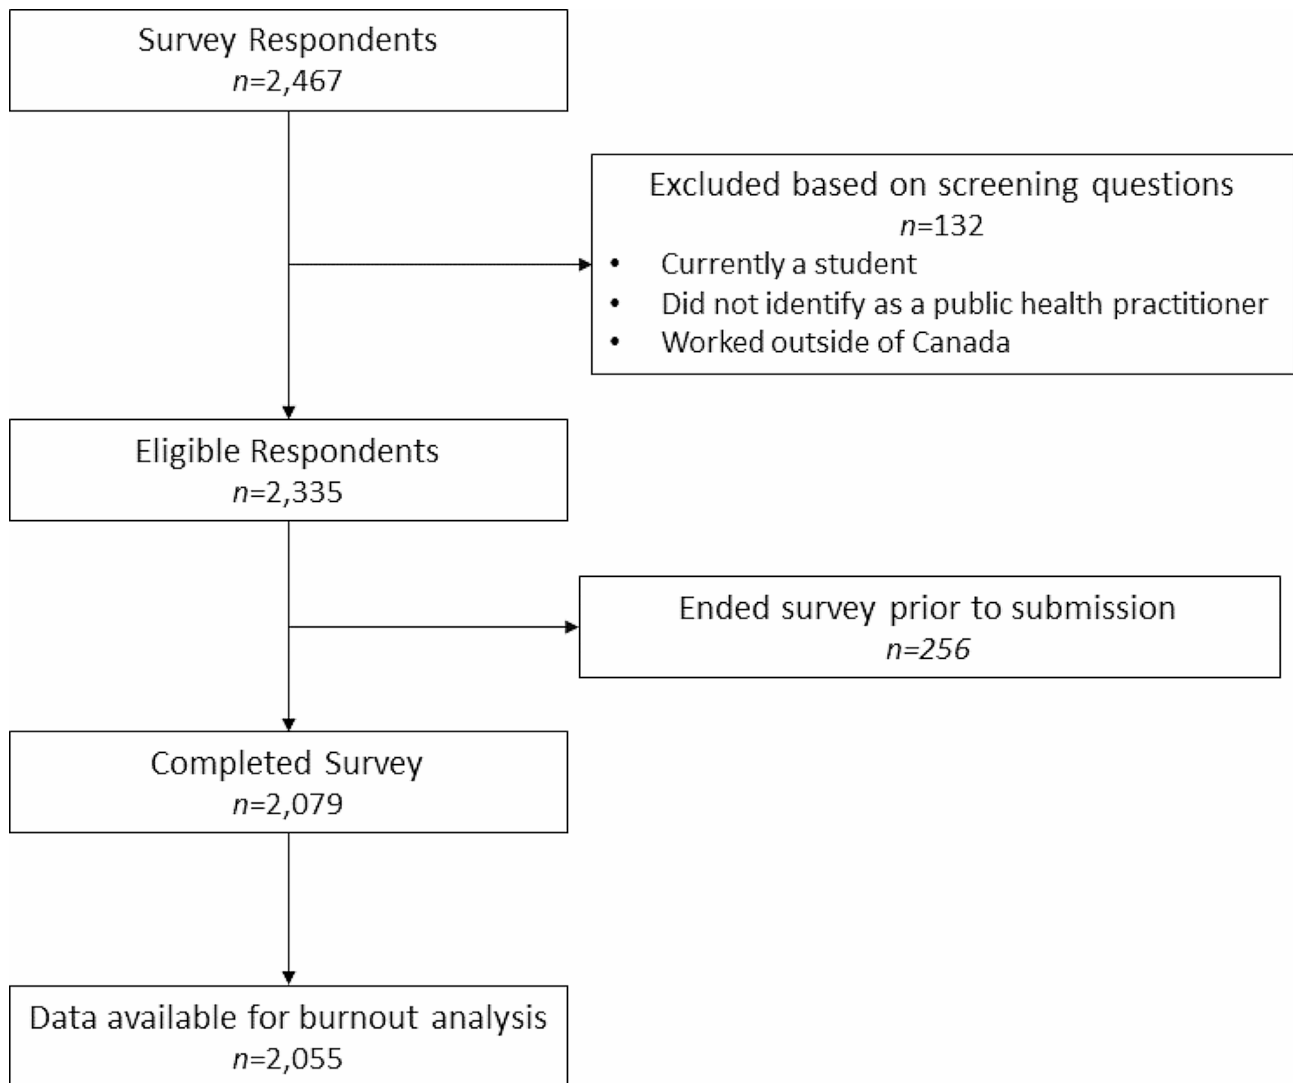 Survey Respondents
n=2,467
Excluded based on screening questions
n=132
• Currently a student
• Did not identify as a public health practitioner
• Worked outside of Canada
Eligible Respondents
n=2,335
Ended survey prior to submission
n=256
Completed Survey
n=2,079
Data available for burnout analysis
n=2,055